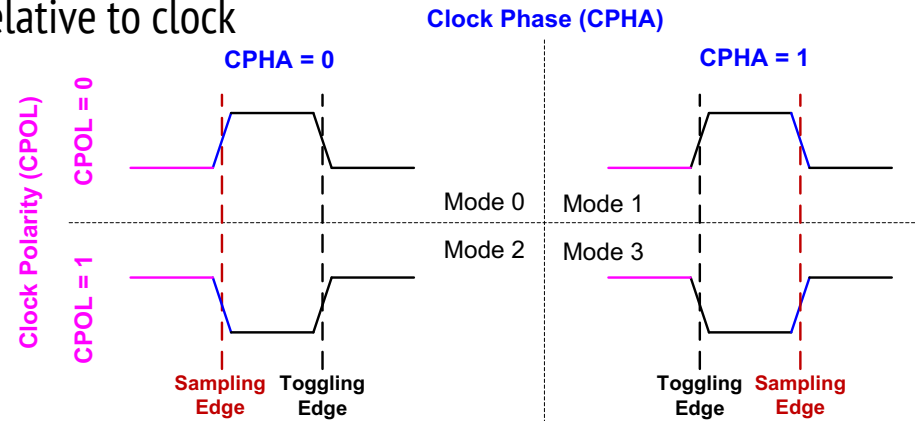 elative to clock
Clock Phase (CPHA)
CPHA = 0
CPHA = 1
Clock Polarity (CPOL)
CPOL = 0
CPOL = 1
Mode 0
Mode 1
Mode 2
Mode 3
Sampling
Edge
Toggling
Edge
Toggling
Edge
Sampling
Edge